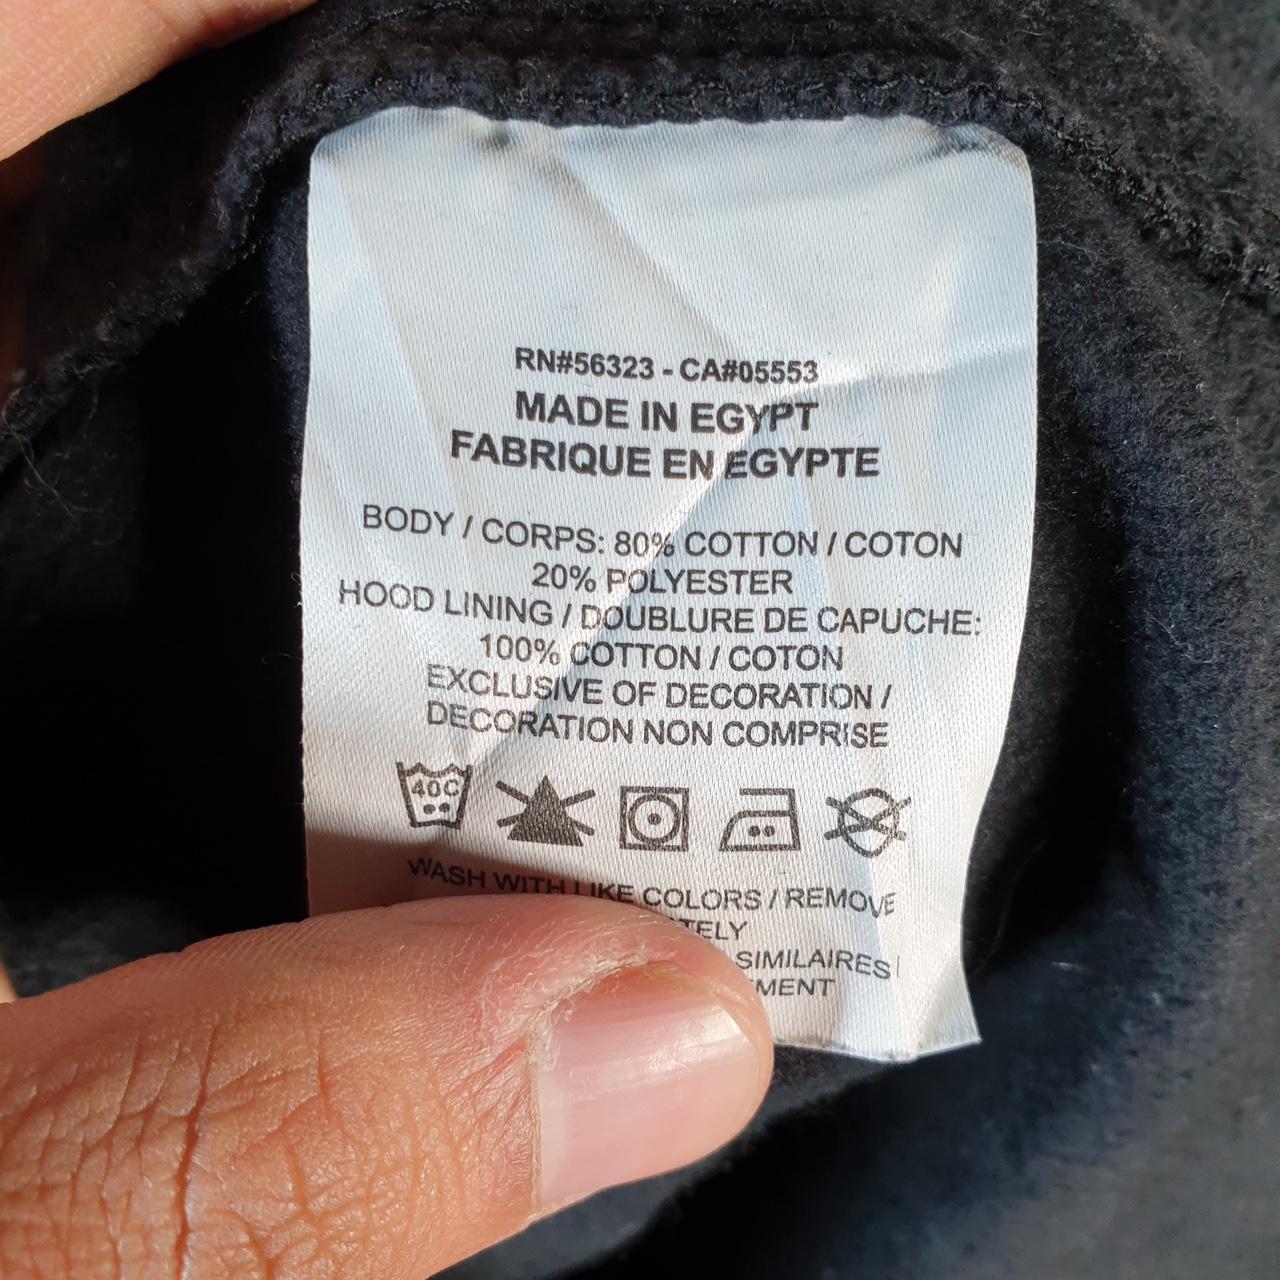 RN#56323 - CA#05553
MADE IN EGYPT
FABRIQUE EN EGYPTE
BODY / CORPS: 80% COTTON / COTON
20% POLYESTER
HOOD LINING / DOUBLURE DE CAPUCHE:
100% COTTON / COTON
EXCLUSIVE OF DECORATION /
DECORATION NON COMPRISE
40C
WASH WITH LIKE COLORS / REMOVE
SIMILAIRES